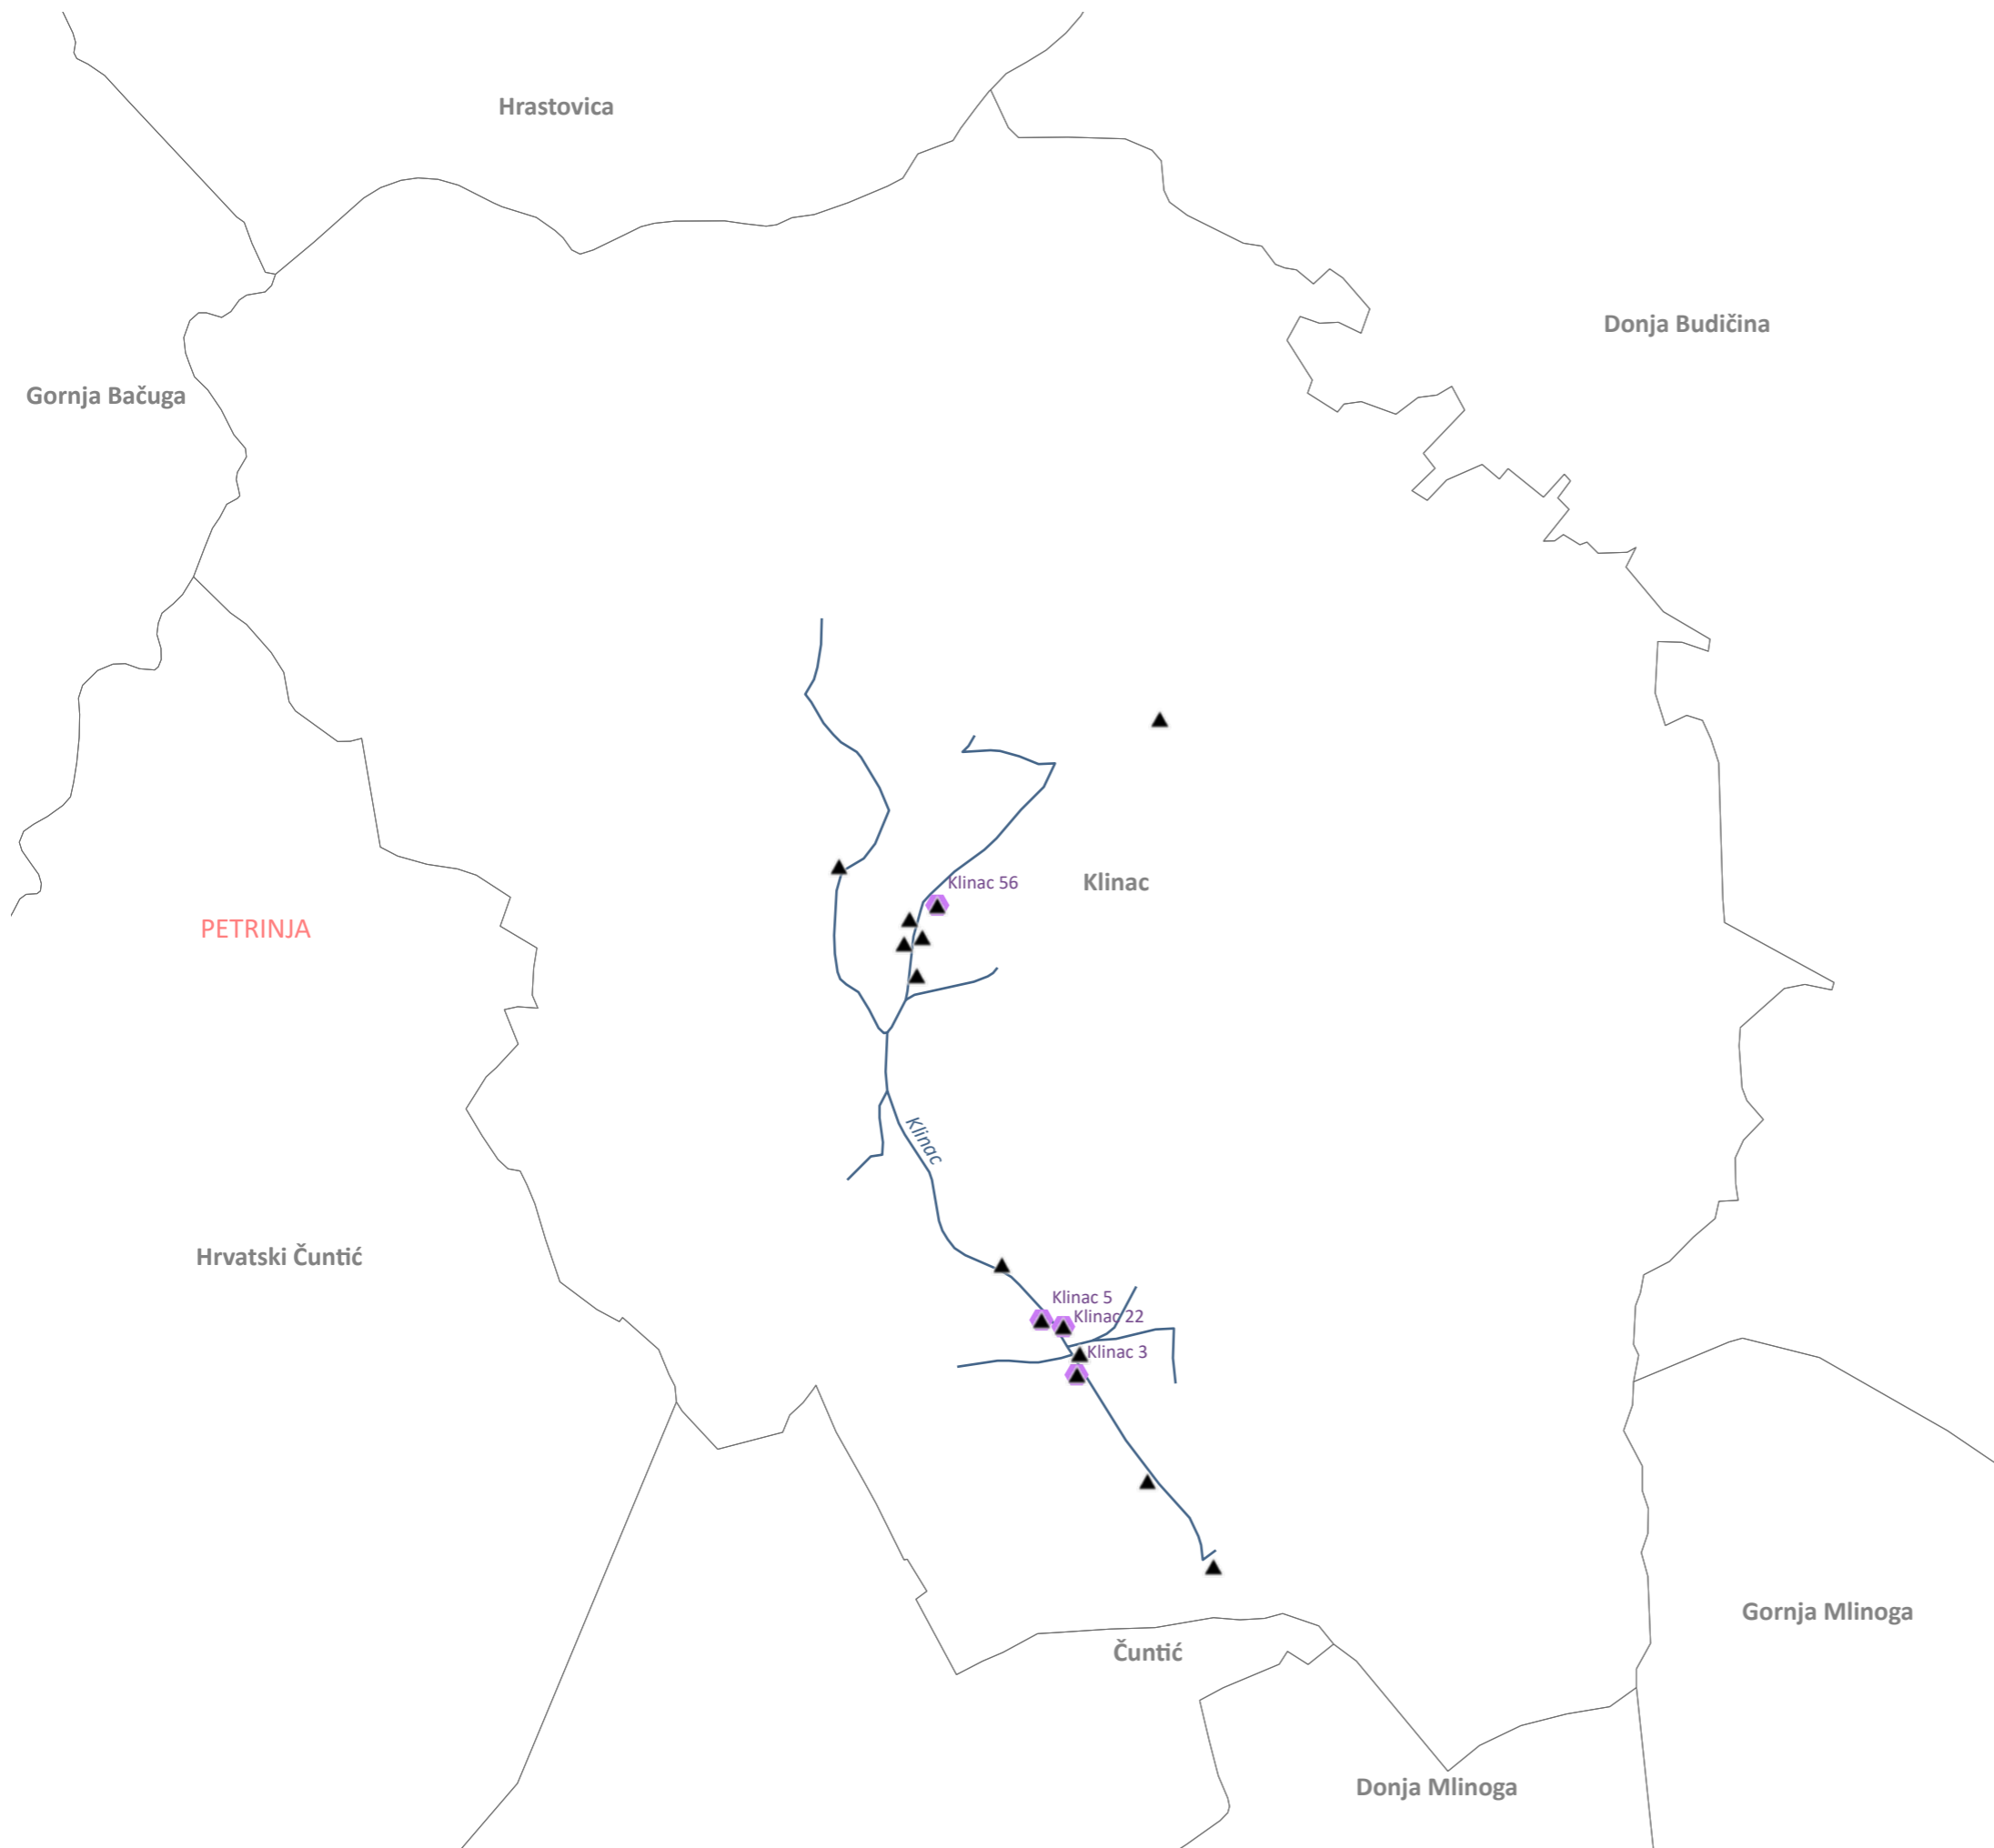 Hrastovica
Donja Budičina
Gornja Bačuga
Klinac 56
Klinac
PETRINJA
Klinac
Hrvatski Čuntić
Klinac 5
Klinac 22
Klinac 3
Gornja Mlinoga
Čuntić
Donja Mlinoga